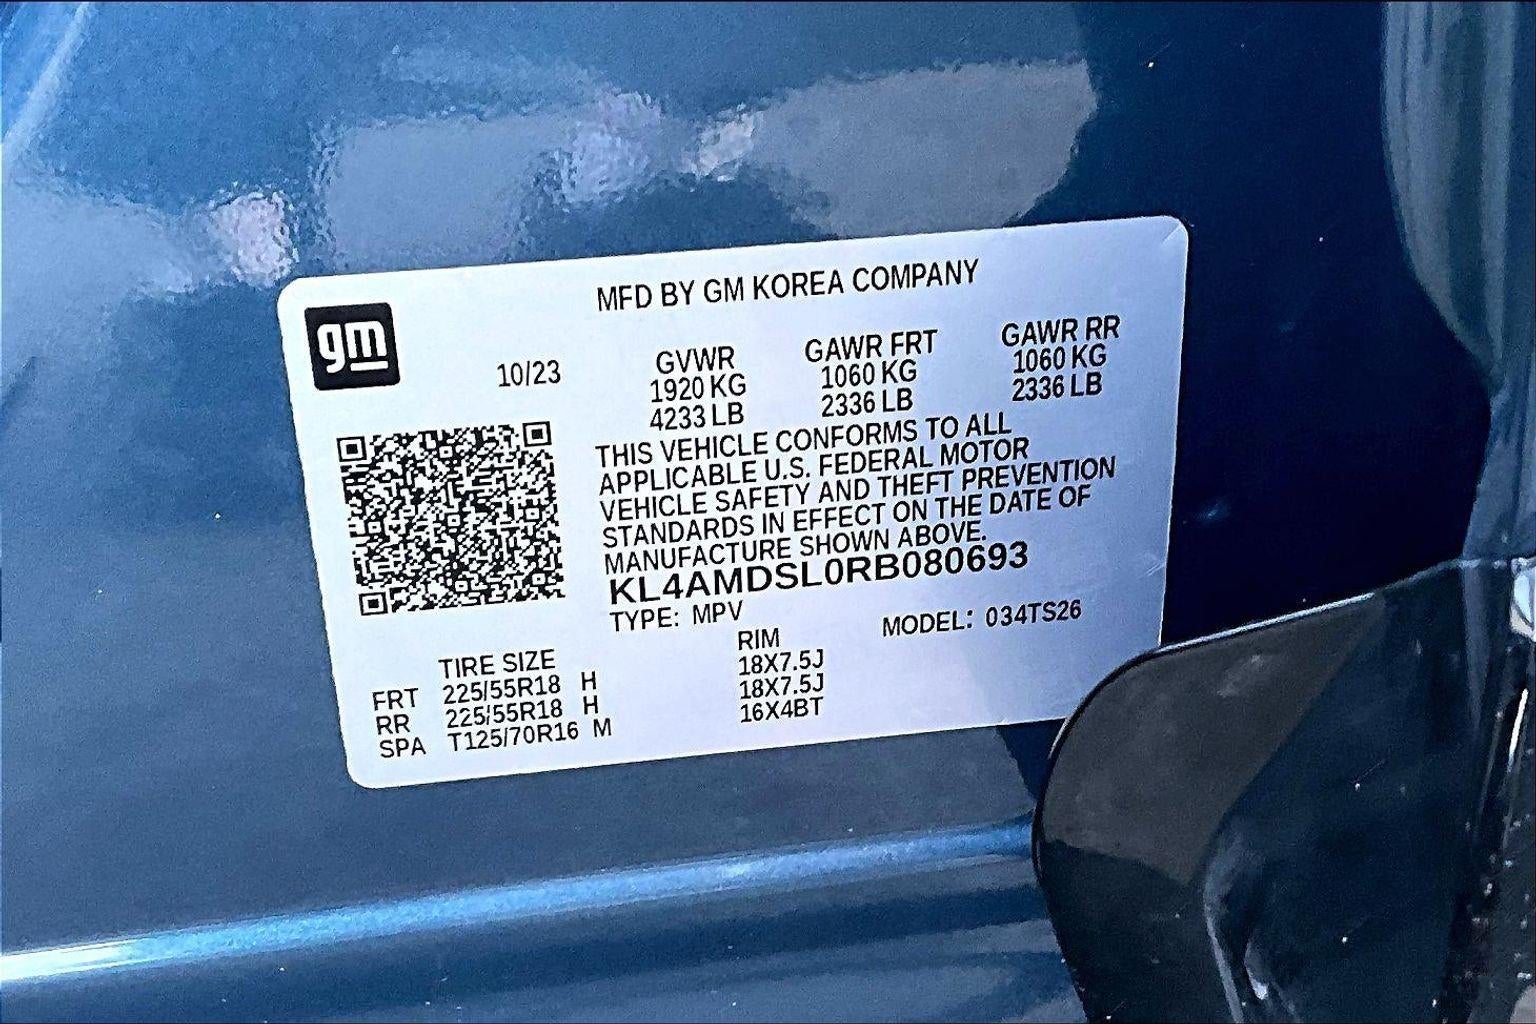 MFD BY GM KOREA COMPANY
gm
10/23
GVWR GAWR FRT GAWR RR
1920 KG 1060 KG 1060 KG
4233 LB 2336 LB 2336 LB
THIS VEHICLE CONFORMS TO ALL
APPLICABLE U.S. FEDERAL MOTOR
VEHICLE SAFETY AND THEFT PREVENTION
STANDARDS IN EFFECT ON THE DATE OF
MANUFACTURE SHOWN ABOVE.
KL4AMDSL0RB080693
TYPE: MPV MODEL: 034TS26
TIRE SIZE RIM
FRT 225/55R18 H 18X7.5J
RR 225/55R18 H 18X7.5J
SPA T125/70R16 M 16X4BT